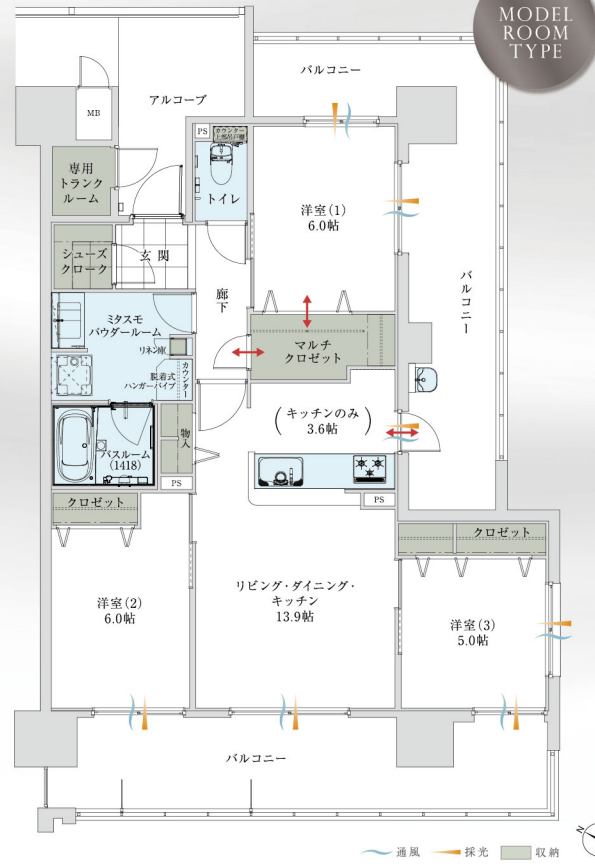 MODEL
ROOM
TYPE
バルコニー
アルコーブ
MB
PS
カウンター
上部吊戸棚
トイレ
専用
トランク
ルーム
洋室(1)
6.0帖
シューズ
クローク
玄関
廊下
バルコニー
ミタスモ
パウダールーム
リネン庫
脱着式
ハンガーパイプ
カウンター
マルチ
クロゼット
キッチンのみ
3.6帖
物入
バスルーム
(1418)
PS
PS
クロゼット
クロゼット
洋室(2)
6.0帖
リビング・ダイニング・
キッチン
13.9帖
洋室(3)
5.0帖
バルコニー
通風 採光 収納
N